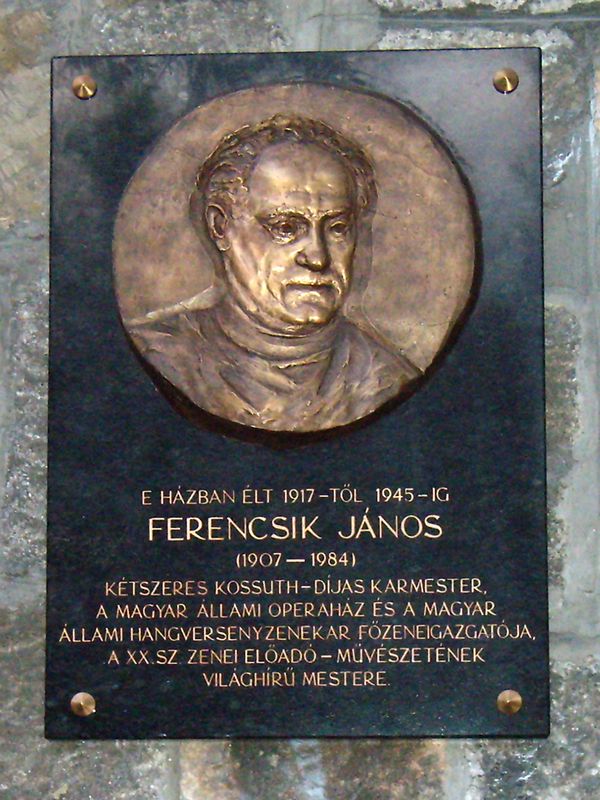 E HÁZBAN ÉLT 1917-TŐL 1945-IG
FERENCSIK JÁNOS
(1907—1984)
KÉTSZERES KOSSUTH-DÍJAS KARMESTER,
A MAGYAR ÁLLAMI OPERAHÁZ ÉS A MAGYAR
ÁLLAMI HANGVERSENYZENEKAR FŐZENEIGAZGATÓJA,
A XX.SZ. ZENEI ELŐADÓ-MŰVÉSZETÉNEK
VILÁGHÍRŰ MESTERE.